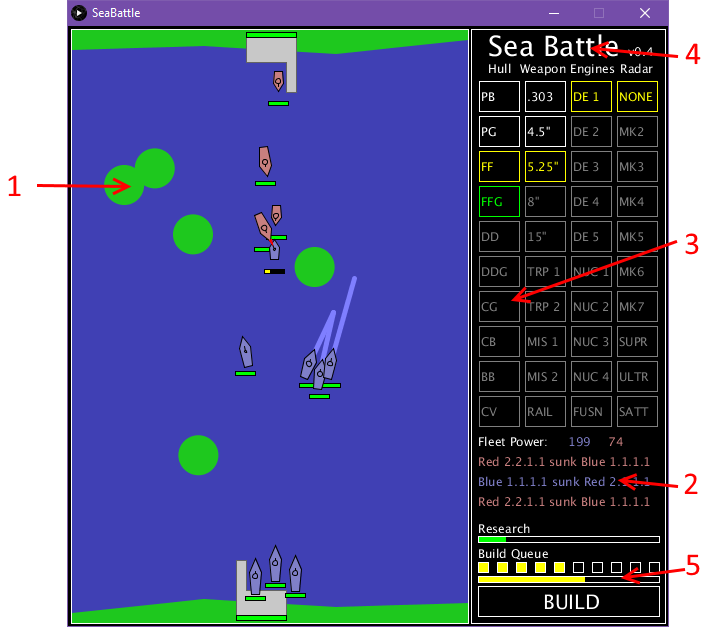 SeaBattle
Sea Battle v0.4
4
Hull Weapon Engines Radar
PB .303 DE 1 NONE
PG 4.5" DE 2 MK2
FF 5.25" DE 3 MK3
1
FFG 8" DE 4 MK4
DD 15" DE 5 MK5
3
DDG TRP 1 NUC 1 MK6
CG TRP 2 NUC 2 MK7
CB MIS 1 NUC 3 SUPR
BB MIS 2 NUC 4 ULTR
CV RAIL FUSN SATT
Fleet Power: 199 74
Red 2.2.1.1 sunk Blue 1.1.1.1
Blue 1.1.1.1 sunk Red
2
Red 2.2.1.1 sunk Blue 1.1.1.1
Research
Build Queue
5
BUILD